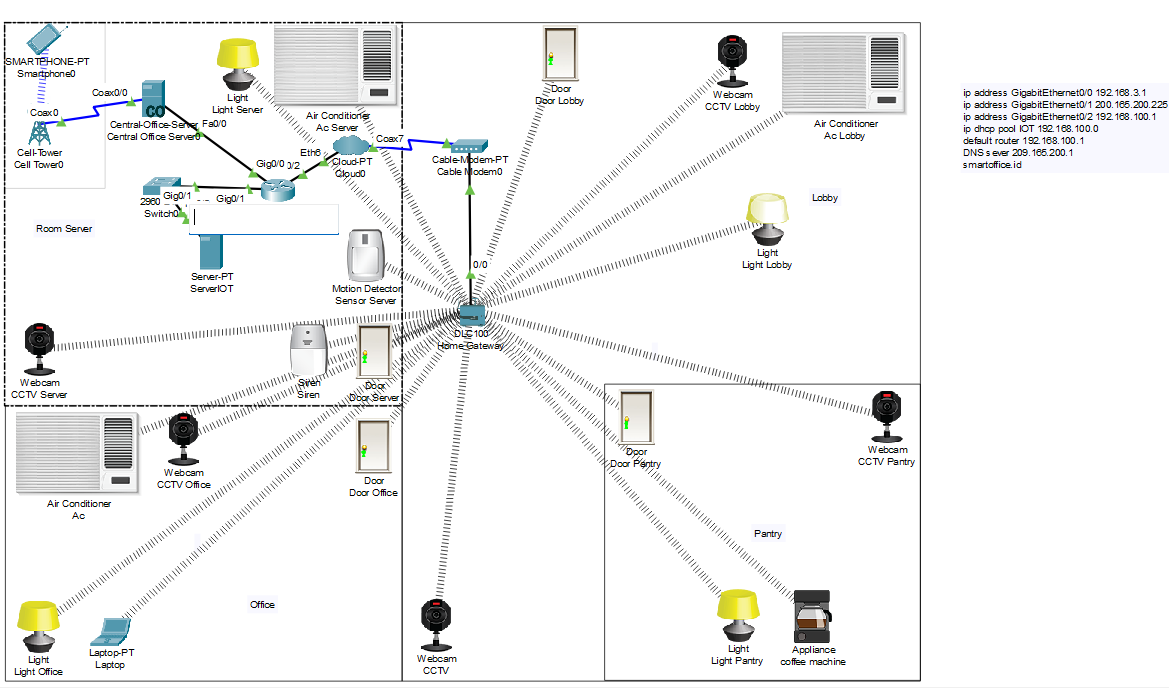 SMARTPHONE-PT
Smartphone0
Coax0/0
Coax0
CO
Central-Office-Server
Central Office Server0
Fa0/0
Cell-Tower
Cell Tower0
Light
Light Server
Air Conditioner
Ac Server
Coax7
Eth6
Cloud-PT
Cloud0
Cable-Modem-PT
Cable Modem0
Gig0/0
0/2
2960
Switch0
Gig0/1
Gig0/1
Room Server
Server-PT
ServerIOT
Motion Detector
Sensor Server
0/0
DLC100
Home Gateway
Door
Door Lobby
Webcam
CCTV Lobby
Air Conditioner
Ac Lobby
Lobby
Light
Light Lobby
Webcam
CCTV Server
Siren
Siren
Door
Door Server
Air Conditioner
Ac
Webcam
CCTV Office
Door
Door Office
Door
Door Pantry
Webcam
CCTV Pantry
Pantry
Office
Light
Light Office
Laptop-PT
Laptop
Webcam
CCTV
Light
Light Pantry
Appliance
coffee machine
ip address GigabitEthernet0/0 192.168.3.1
ip address GigabitEthernet0/1 200.165.200.225
ip address GigabitEthernet0/2 192.168.100.1
ip dhcp pool IOT 192.168.100.0
default router 192.168.100.1
DNS sever 209.165.200.1
smartoffice.id